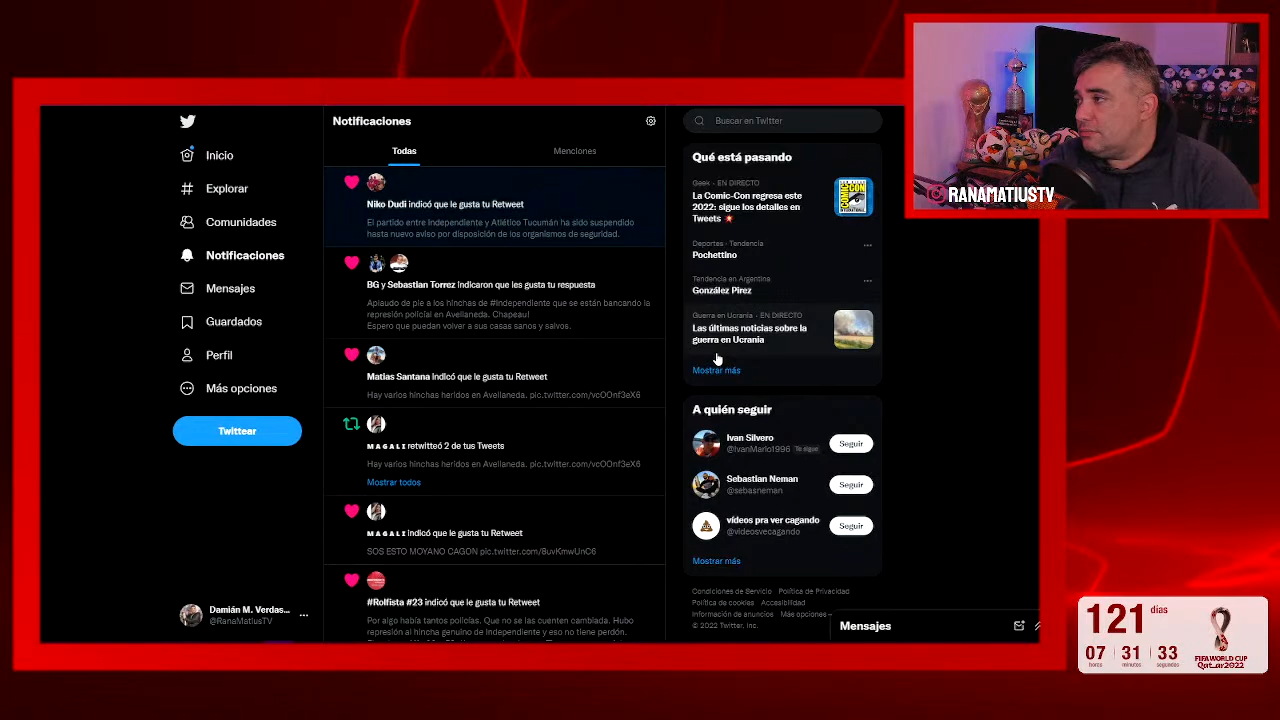 Inicio
Explorar
Comunidades
Notificaciones
Mensajes
Guardados
Perfil
Más opciones
Twittear
Damián M. Verdas...
@RanaMatiusTV
Notificaciones
Todas
Menciones
Niko Dudi indicó que le gusta tu Retweet
El partido entre Independiente y Atlético Tucumán ha sido suspendido
hasta nuevo aviso por disposición de los organismos de seguridad.
BG y Sebastian Torrez indicaron que les gusta tu respuesta
Aplaudo de pie a los hinchas de #Independiente que se están bancando la
represión policial en Avellaneda. Chapeau!
Espero que puedan volver a sus casas sanos y salvos.
Matias Santana indicó que le gusta tu Retweet
Hay varios hinchas heridos en Avellaneda. pic.twitter.com/vcOOnf3eX6
M A G A L I retwitteó 2 de tus Tweets
Hay varios hinchas heridos en Avellaneda. pic.twitter.com/vcOOnf3eX6
Mostrar todos
M A G A L I indicó que le gusta tu Retweet
SOS ESTO MOYANO CAGON pic.twitter.com/8uvKmwUnC6
#Rolfista #23 indicó que le gusta tu Retweet
Por algo había tantos policías. Que no se las cuenten cambiada. Hubo
represión al hincha genuino de Independiente y eso no tiene perdón.
Buscar en Twitter
Qué está pasando
Geek · EN DIRECTO
La Comic-Con regresa este
2022: sigue los detalles en
Tweets 💥
COMIC CON
INTERNATIONAL
Deportes · Tendencia
Pochettino
Tendencia en Argentina
González Pirez
Guerra en Ucrania · EN DIRECTO
Las últimas noticias sobre la
guerra en Ucrania
Mostrar más
A quién seguir
Ivan Silvero
@IvanMario1996 Te sigue
Seguir
Sebastian Neman
@sebasneman
Seguir
vídeos pra ver cagando
@videosvecagando
Seguir
Mostrar más
Condiciones de Servicio Política de Privacidad
Política de cookies Accesibilidad
Información de anuncios Más opciones ···
© 2022 Twitter, Inc.
Mensajes
RANAMATIUSTV
121 días
07 31 33
horas minutos segundos
FIFA WORLD CUP
Qatar2022